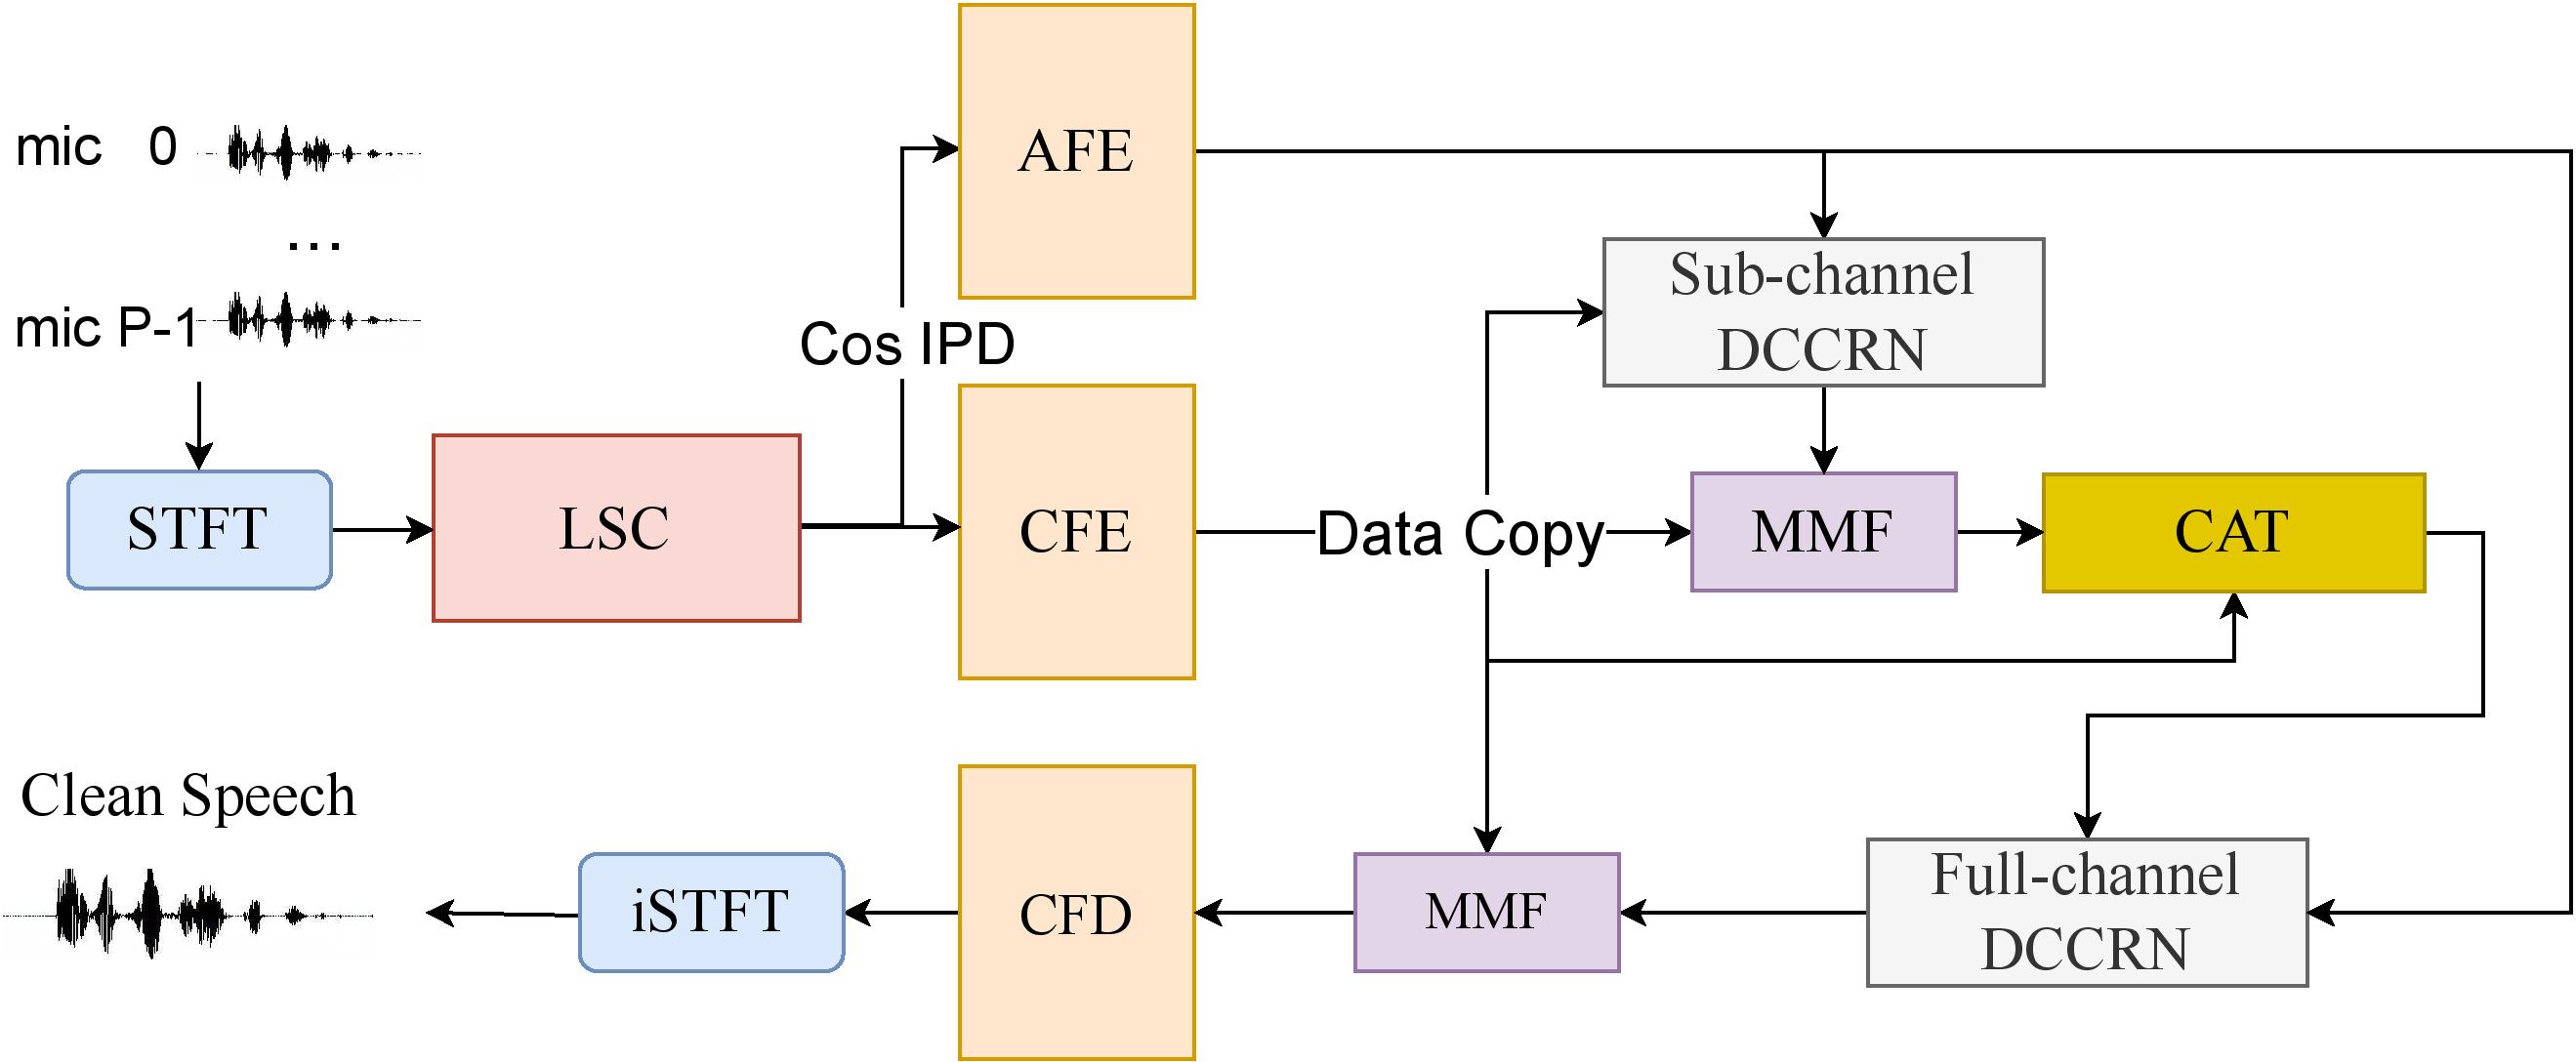 mic 0
...
mic P-1
STFT
LSC
Cos IPD
AFE
CFE
Data Copy
Sub-channel
DCCRN
MMF
CAT
Full-channel
DCCRN
MMF
CFD
iSTFT
Clean Speech